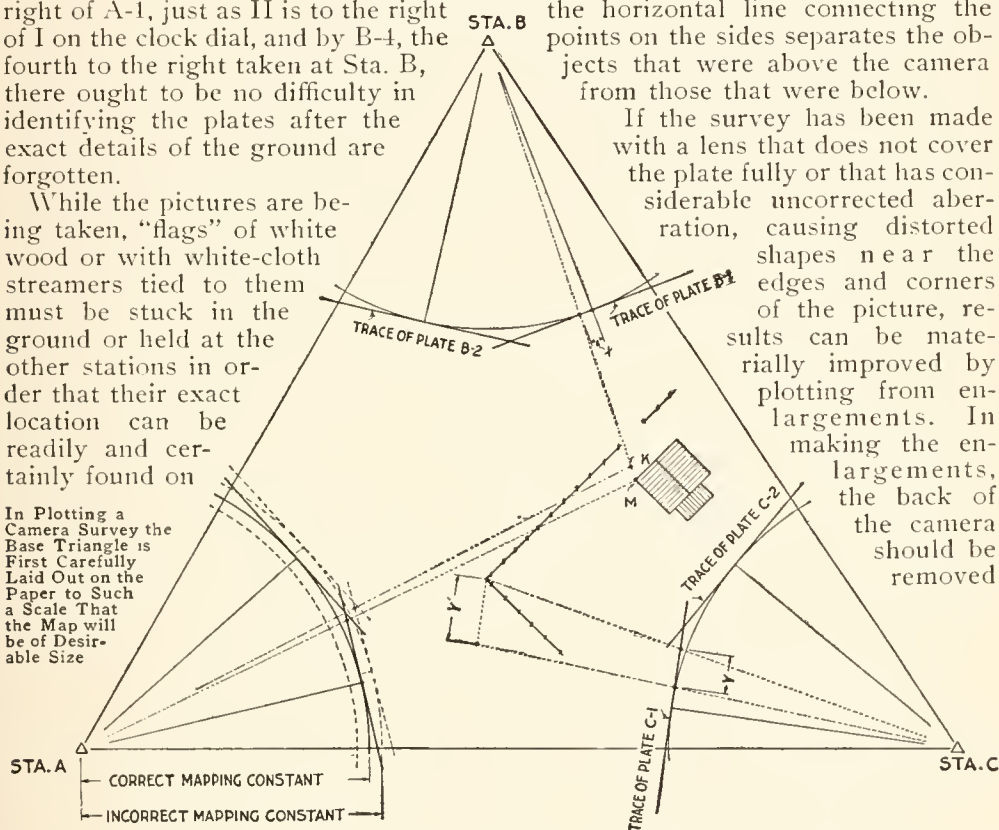 right of A-1, just as II is to the right
of I on the clock dial, and by B-4, the
fourth to the right taken at Sta. B,
there ought to be no difficulty in
identifying the plates after the
exact details of the ground are
forgotten.
While the pictures are be-
ing taken, “flags” of white
wood or with white-cloth
streamers tied to them
must be stuck in the
ground or held at the
other stations in or-
der that their exact
location can be
readily and cer-
tainly found on
In Plotting a
Camera Survey the
Base Triangle is
First Carefully
Laid Out on the
Paper to Such
a Scale That
the Map will
be of Desir-
able Size
the horizontal line connecting the
points on the sides separates the ob-
jects that were above the camera
from those that were below.
If the survey has been made
with a lens that does not cover
the plate fully or that has con-
siderable uncorrected aber-
ration, causing distorted
shapes near the
edges and corners
of the picture, re-
sults can be mate-
rially improved by
plotting from en-
largements. In
making the en-
largements,
the back of
the camera
should be
removed
STA. B
TRACE OF PLATE B-2
TRACE OF PLATE
X
K
M
TRACE OF PLATE C-2
Y
Y
TRACE OF PLATE C-1
STA. A
STA. C
CORRECT MAPPING CONSTANT
INCORRECT MAPPING CONSTANT